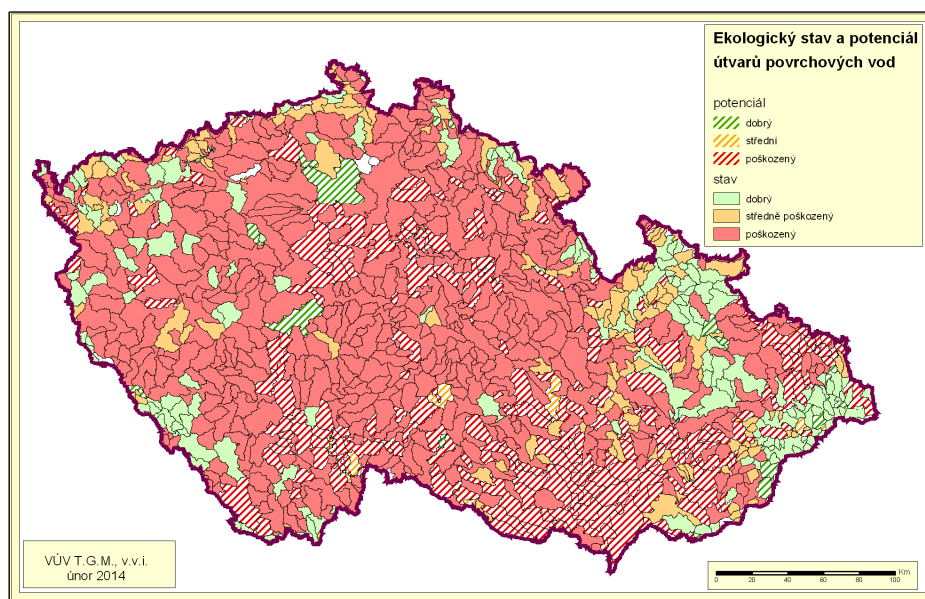 Ekologický stav a potenciál
útvarů povrchových vod
potenciál
dobrý
střední
poškozený
stav
dobrý
středně poškozený
poškozený
VÚV T.G.M., v.v.i.
únor 2014
Km
0 20 40 60 80 100